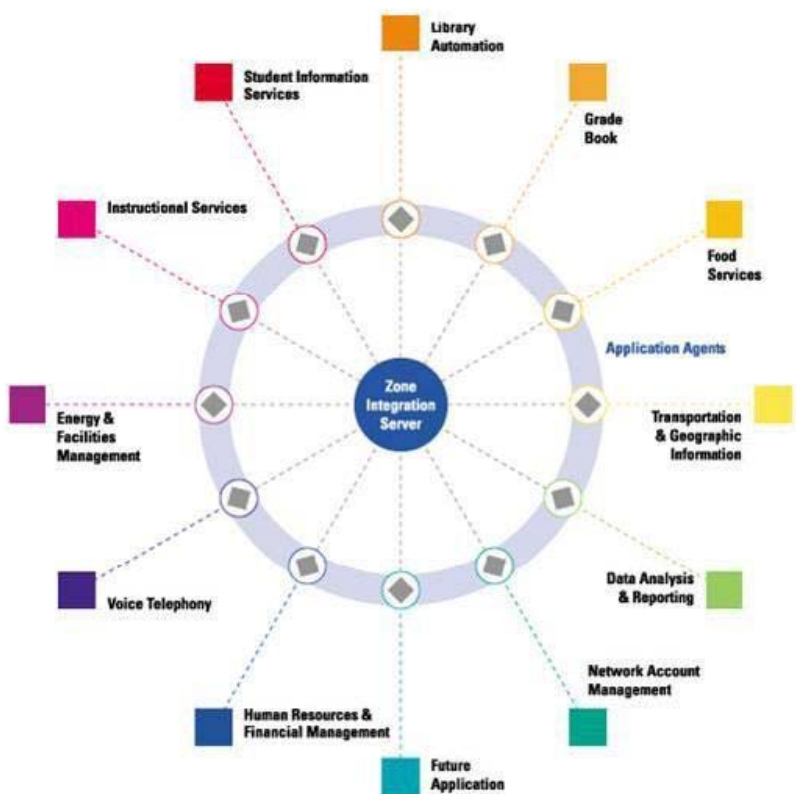 Library
Automation
Student Information
Services
Grade
Book
Instructional Services
Food
Services
Application Agents
Zone
Integration
Server
Energy &
Facilities
Management
Transportation
& Geographic
Information
Voice Telephony
Data Analysis
& Reporting
Network Account
Management
Human Resources &
Financial Management
Future
Application